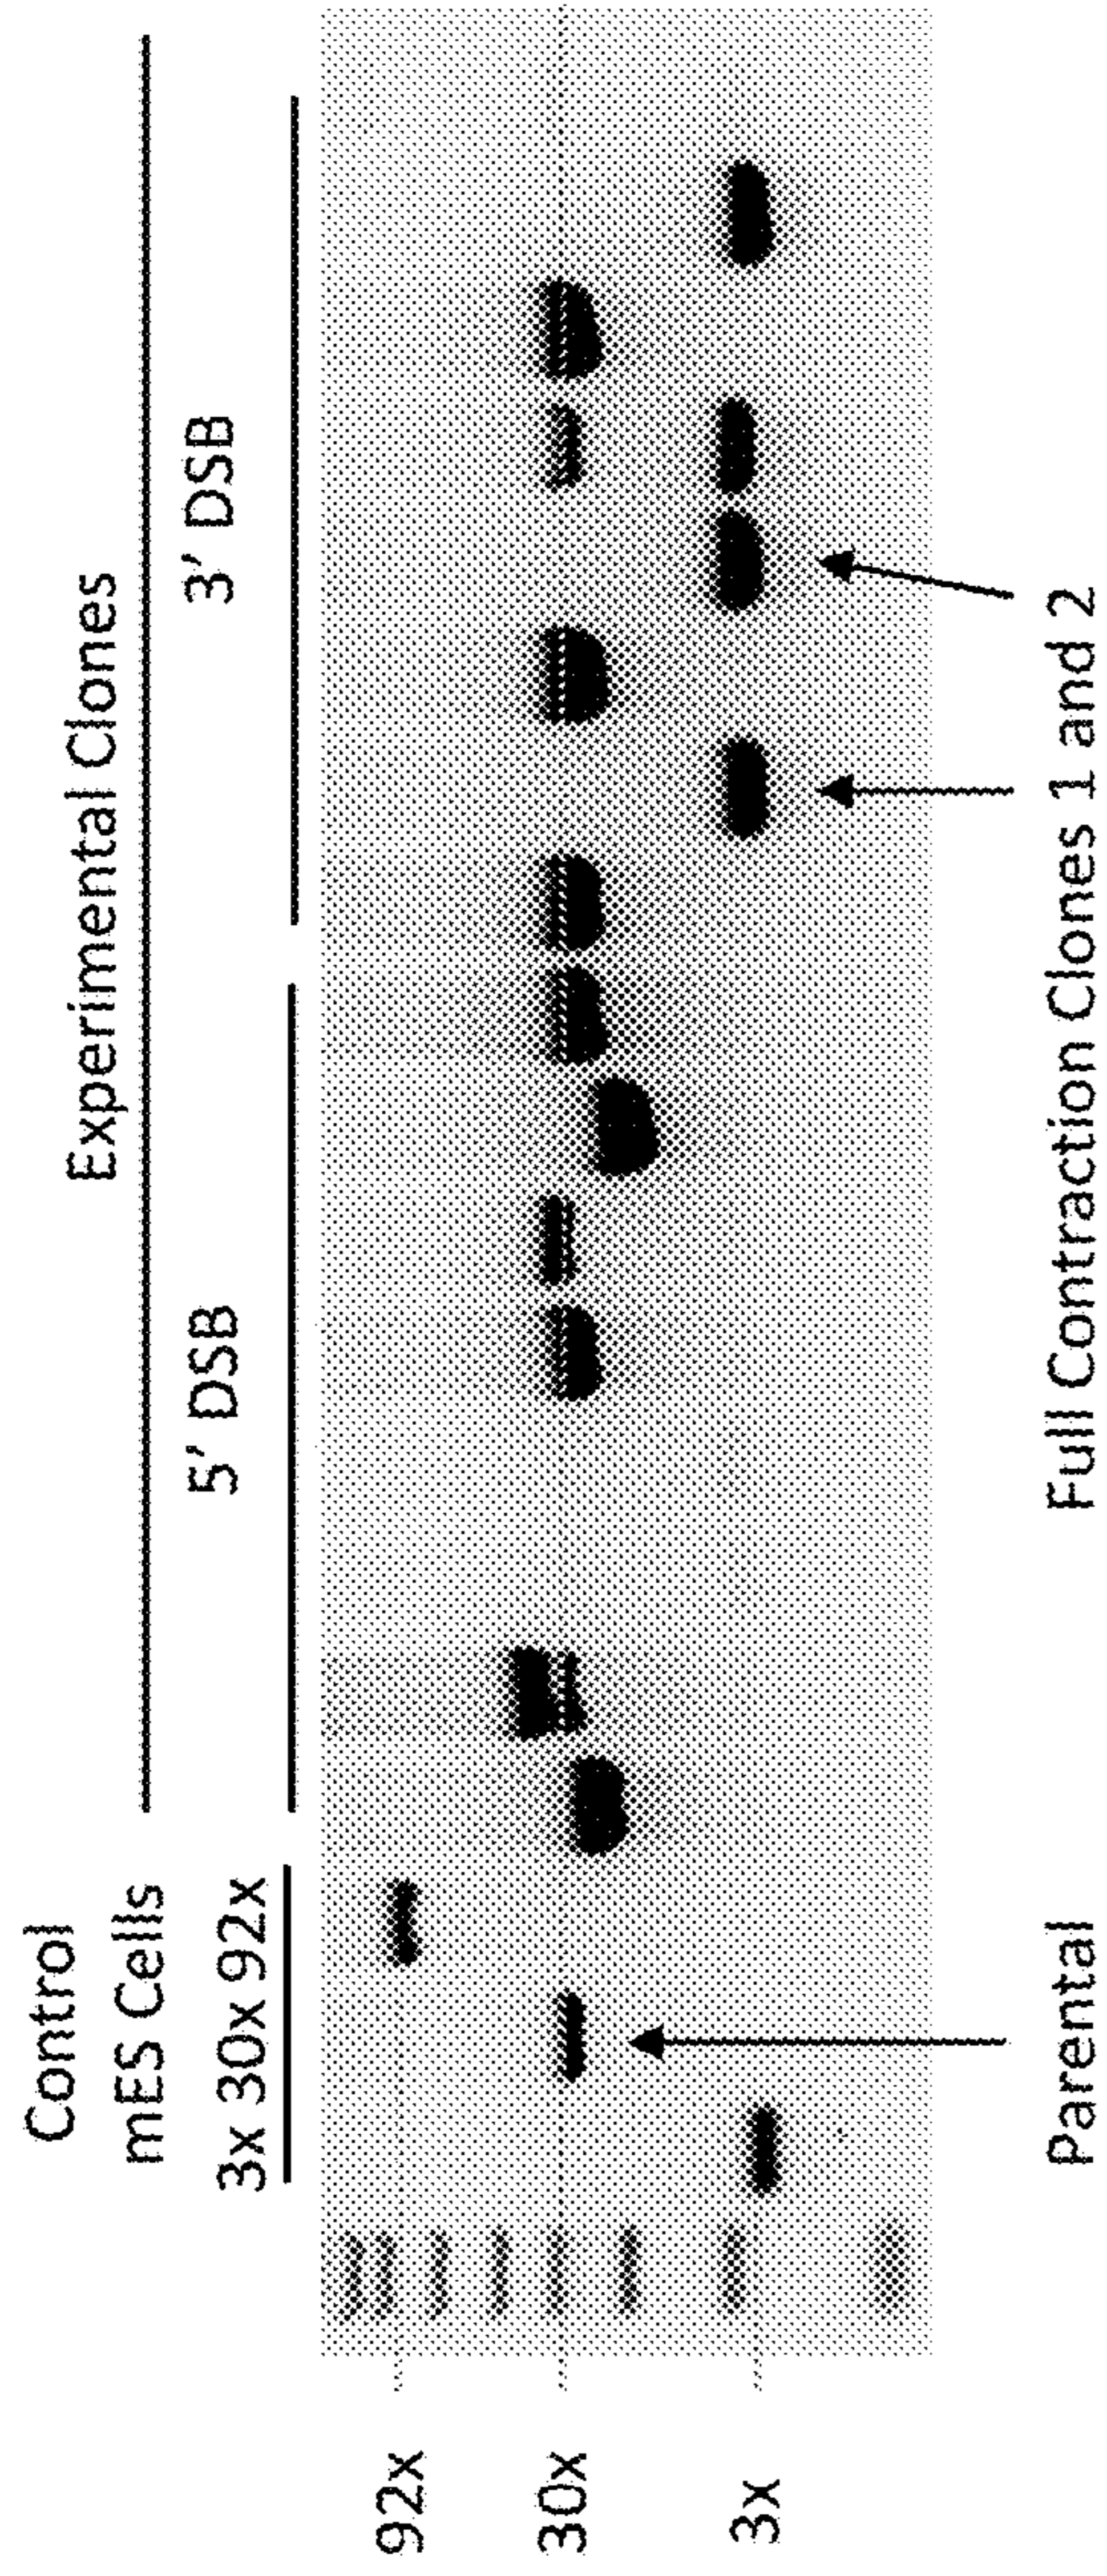 Control
mES Cells
3x 30x 92x
Experimental Clones
5' DSB
3' DSB
92x
30x
3x
Parental
Full Contraction Clones 1 and 2